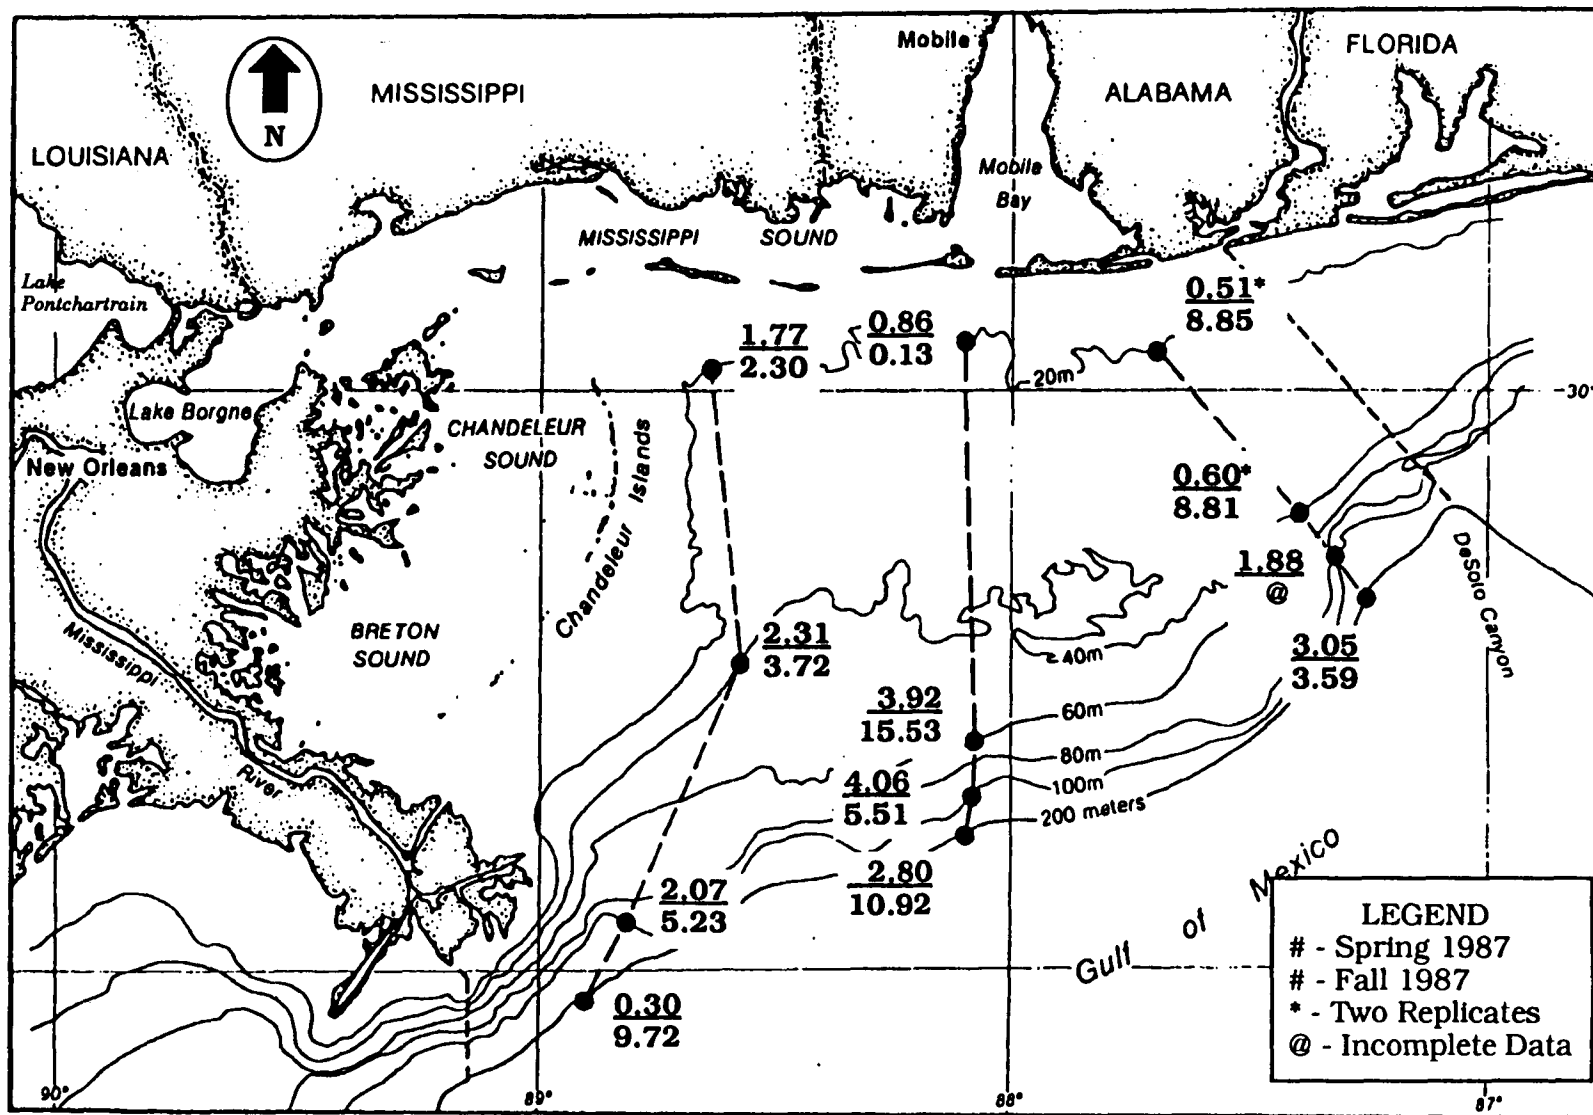 Mobile
FLORIDA
MISSISSIPPI
ALABAMA
N
LOUISIANA
Mobile
Bay
MISSISSIPPI SOUND
Lake
Pontchartrain
0.51*
8.85
1.77
2.30
0.86
0.13
20m
30°
Lake Borgne
CHANDELEUR
SOUND
Chandeleur Islands
New Orleans
0.60*
8.81
DeSoto Canyon
1.88
@
Mississippi
River
BRETON
SOUND
2.31
3.72
40m
3.05
3.59
3.92
15.53
60m
80m
4.06
5.51
100m
200 meters
2.80
10.92
2.07
5.23
Gulf of Mexico
0.30
9.72
LEGEND
# - Spring 1987
# - Fall 1987
* - Two Replicates
@ - Incomplete Data
90°
89°
88°
87°